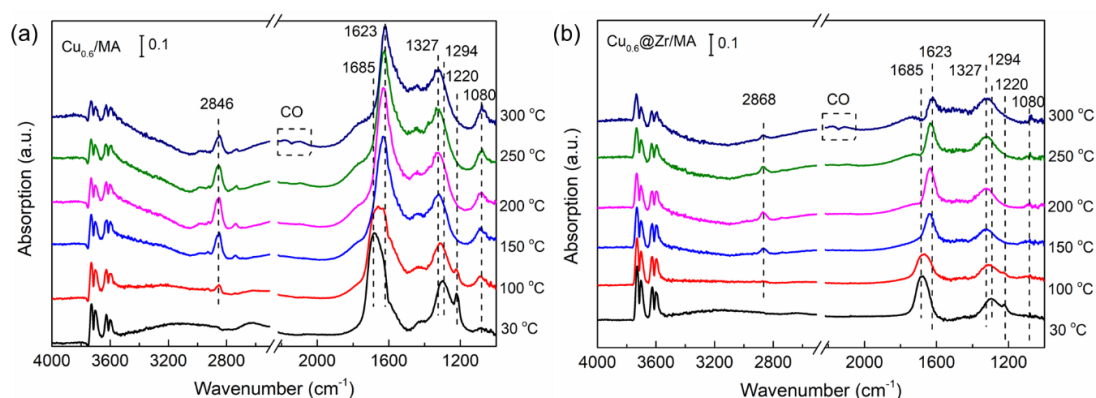 (a)
Cu0.6/MA
0.1
1623
1685
1327
1294
1220
1080
2846
CO
300 °C
250 °C
200 °C
150 °C
100 °C
30 °C
Absorption (a.u.)
4000 3600 2800 2000 1600 1200
Wavenumber (cm-1)
(b)
Cu0.6@Zr/MA
0.1
1623
1685
1327
1294
1220
1080
2868
CO
300 °C
250 °C
200 °C
150 °C
100 °C
30 °C
Absorption (a.u.)
4000 3600 2800 2000 1600 1200
Wavenumber (cm-1)